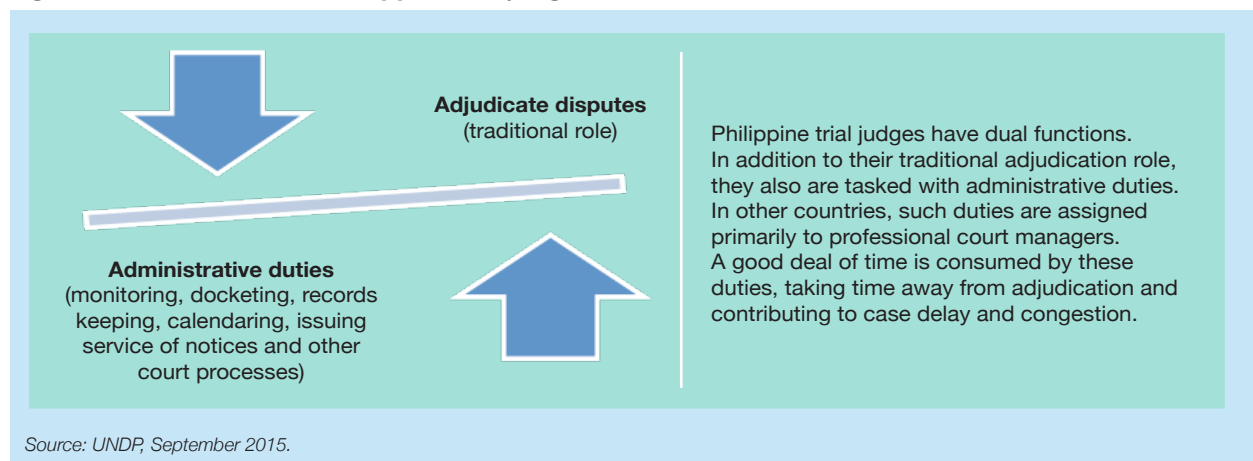 Adjudicate disputes
(traditional role)
Administrative duties
(monitoring, docketing, records
keeping, calendaring, issuing
service of notices and other
court processes)
Philippine trial judges have dual functions.
In addition to their traditional adjudication role,
they also are tasked with administrative duties.
In other countries, such duties are assigned
primarily to professional court managers.
A good deal of time is consumed by these
duties, taking time away from adjudication and
contributing to case delay and congestion.
Source: UNDP, September 2015.